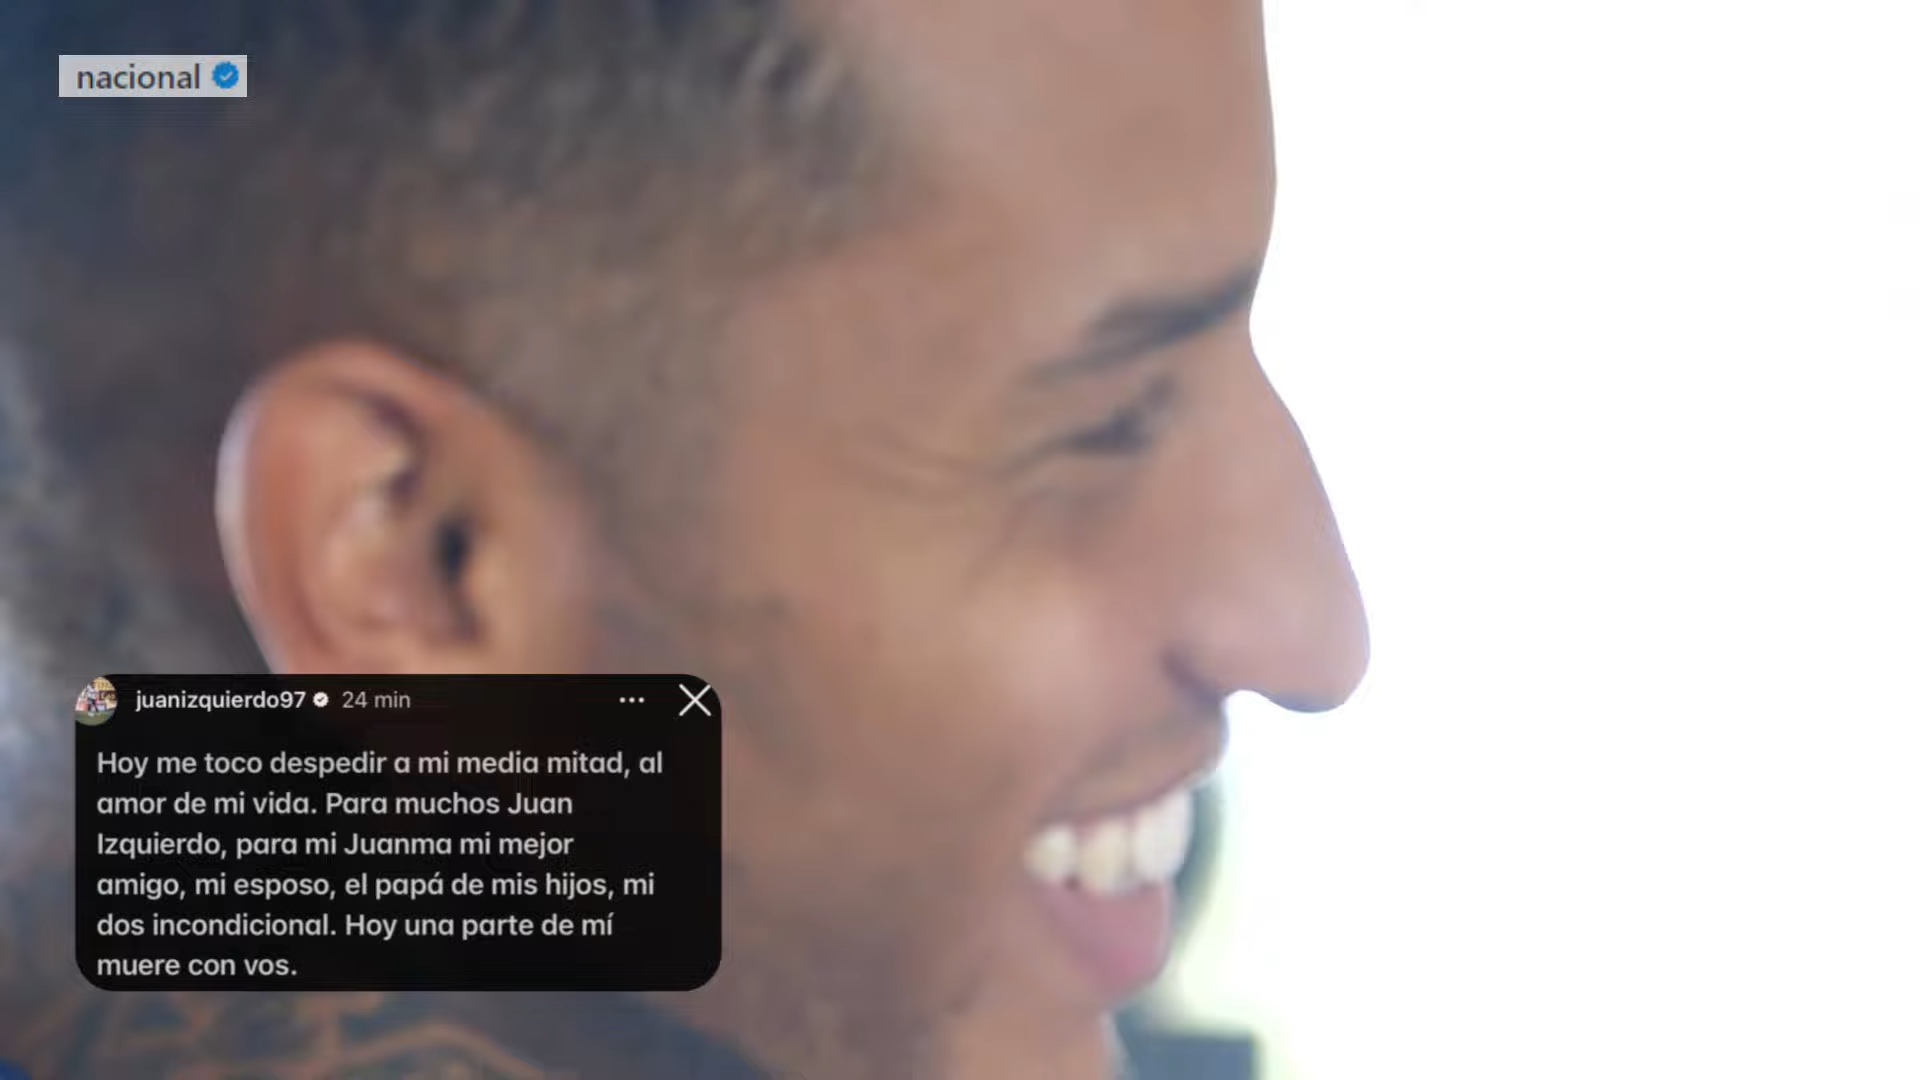 nacional
juanizquierdo97 24 min
Hoy me toco despedir a mi media mitad, al
amor de mi vida. Para muchos Juan
Izquierdo, para mi Juanma mi mejor
amigo, mi esposo, el papá de mis hijos, mi
dos incondicional. Hoy una parte de mí
muere con vos.